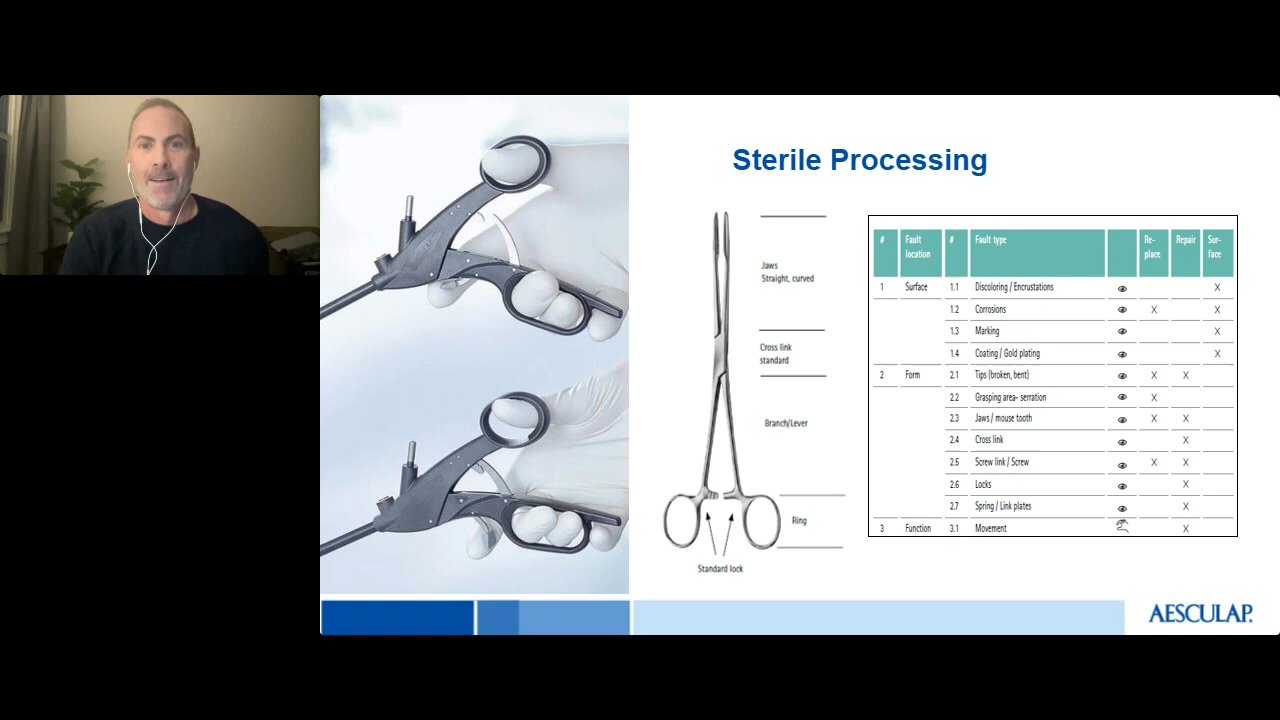 Sterile Processing
Jaws
Straight, curved
Cross link
standard
Branch/Lever
Ring
Standard lock
# Fault location # Fault type Re-place Repair Sur-face
1 Surface 1.1 Discoloring / Encrustations X
1.2 Corrosions X X
1.3 Marking X
1.4 Coating / Gold plating X
2 Form 2.1 Tips (broken, bent) X X
2.2 Grasping area- serration X
2.3 Jaws / mouse tooth X X
2.4 Cross link X
2.5 Screw link / Screw X X
2.6 Locks X
2.7 Spring / Link plates X
3 Function 3.1 Movement X
AESCULAP.